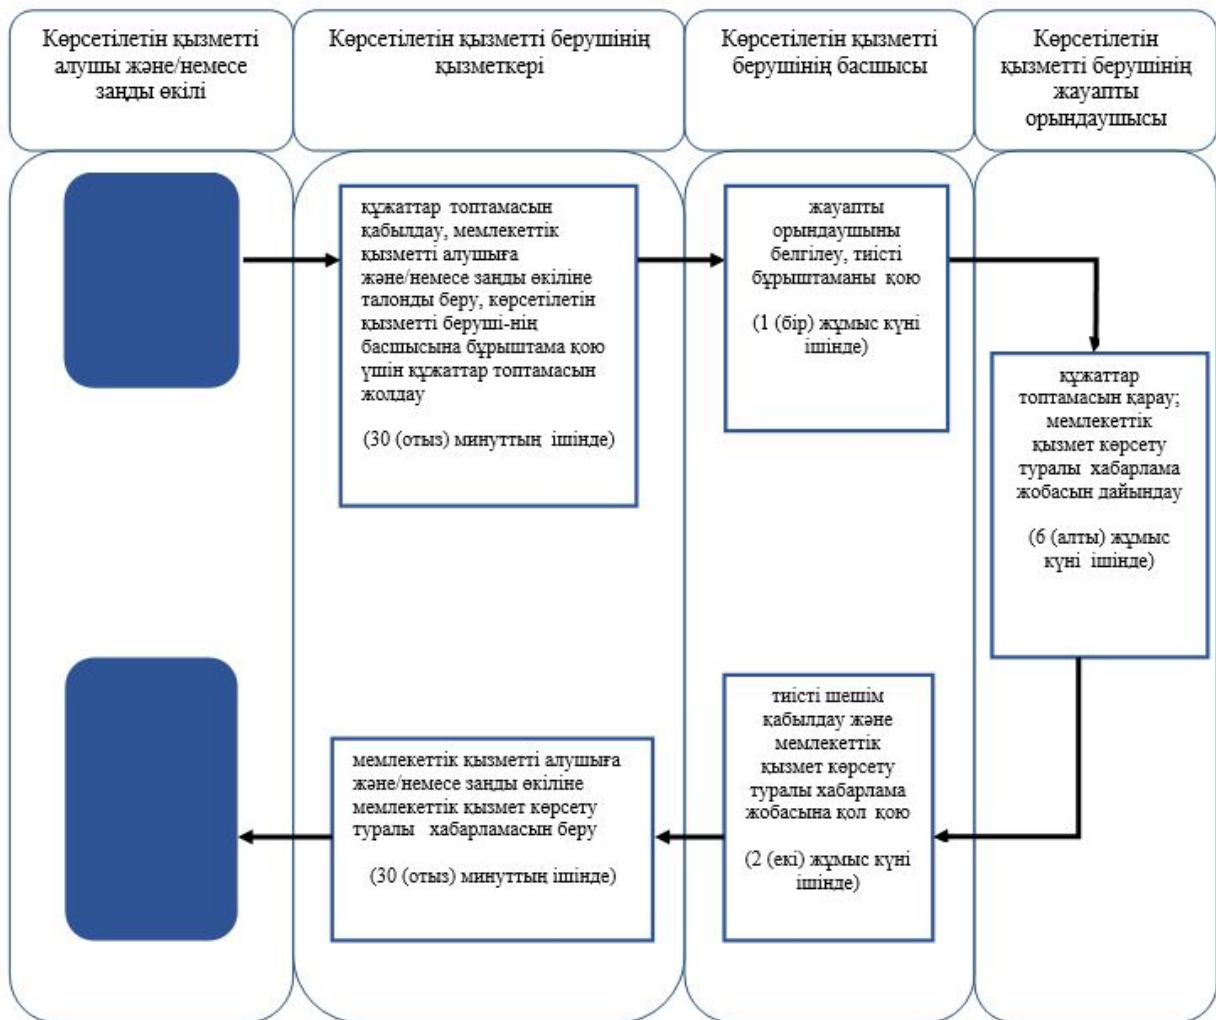 Көрсетілетін қызметті
алушы және/немесе
заңды өкілі
Көрсетілетін қызметті берушінің
қызметкері
Көрсетілетін қызметті
берушінің басшысы
Көрсетілетін
қызметті берушінің
жауапты
орындаушысы
құжаттар топтамасын
қабылдау, мемлекеттік
қызметті алушыға
және/немесе заңды өкіліне
талонды беру, көрсетілетін
қызметті беруші-нің
басшысына бұрыштама қою
үшін құжаттар топтамасын
жолдау
(30 (отыз) минуттың ішінде)
жауапты
орындаушыны
белгілеу, тиісті
бұрыштаманы қою
(1 (бір) жұмыс күні
ішінде)
құжаттар
топтамасын қарау;
мемлекеттік
қызмет көрсету
туралы хабарлама
жобасын дайындау
(6 (алты) жұмыс
күні ішінде)
тиісті шешім
қабылдау және
мемлекеттік
қызмет көрсету
туралы хабарлама
жобасына қол қою
(2 (екі) жұмыс күні
ішінде)
мемлекеттік қызметті алушыға
және/немесе заңды өкіліне
мемлекеттік қызмет көрсету
туралы хабарламасын беру
(30 (отыз) минуттың ішінде)